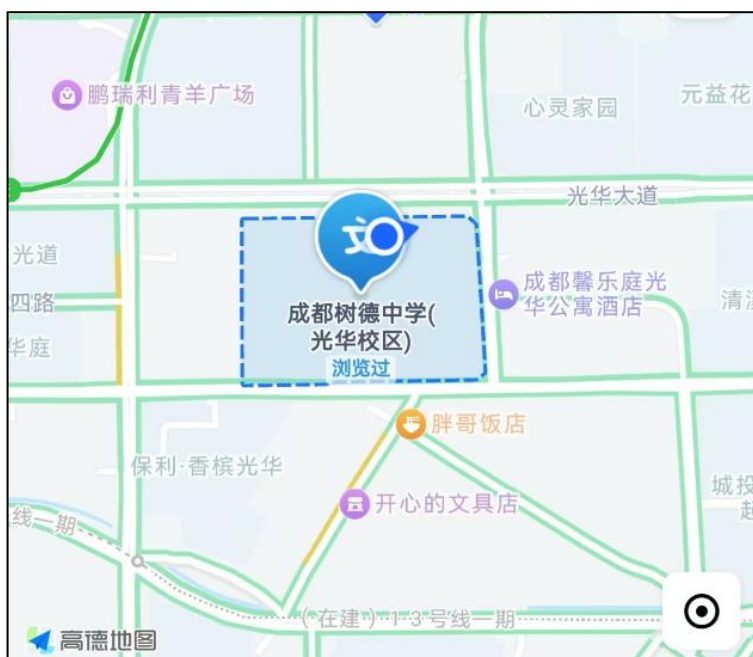 鹏瑞利青羊广场
心灵家园
元益花
光华大道
文
光道
四路
华庭
成都树德中学(
光华校区)
浏览过
成都馨乐庭光
华公寓酒店
胖哥饭店
保利·香槟光华
开心的文具店
城投
起
线一期
(在建)13号线一期
高德地图